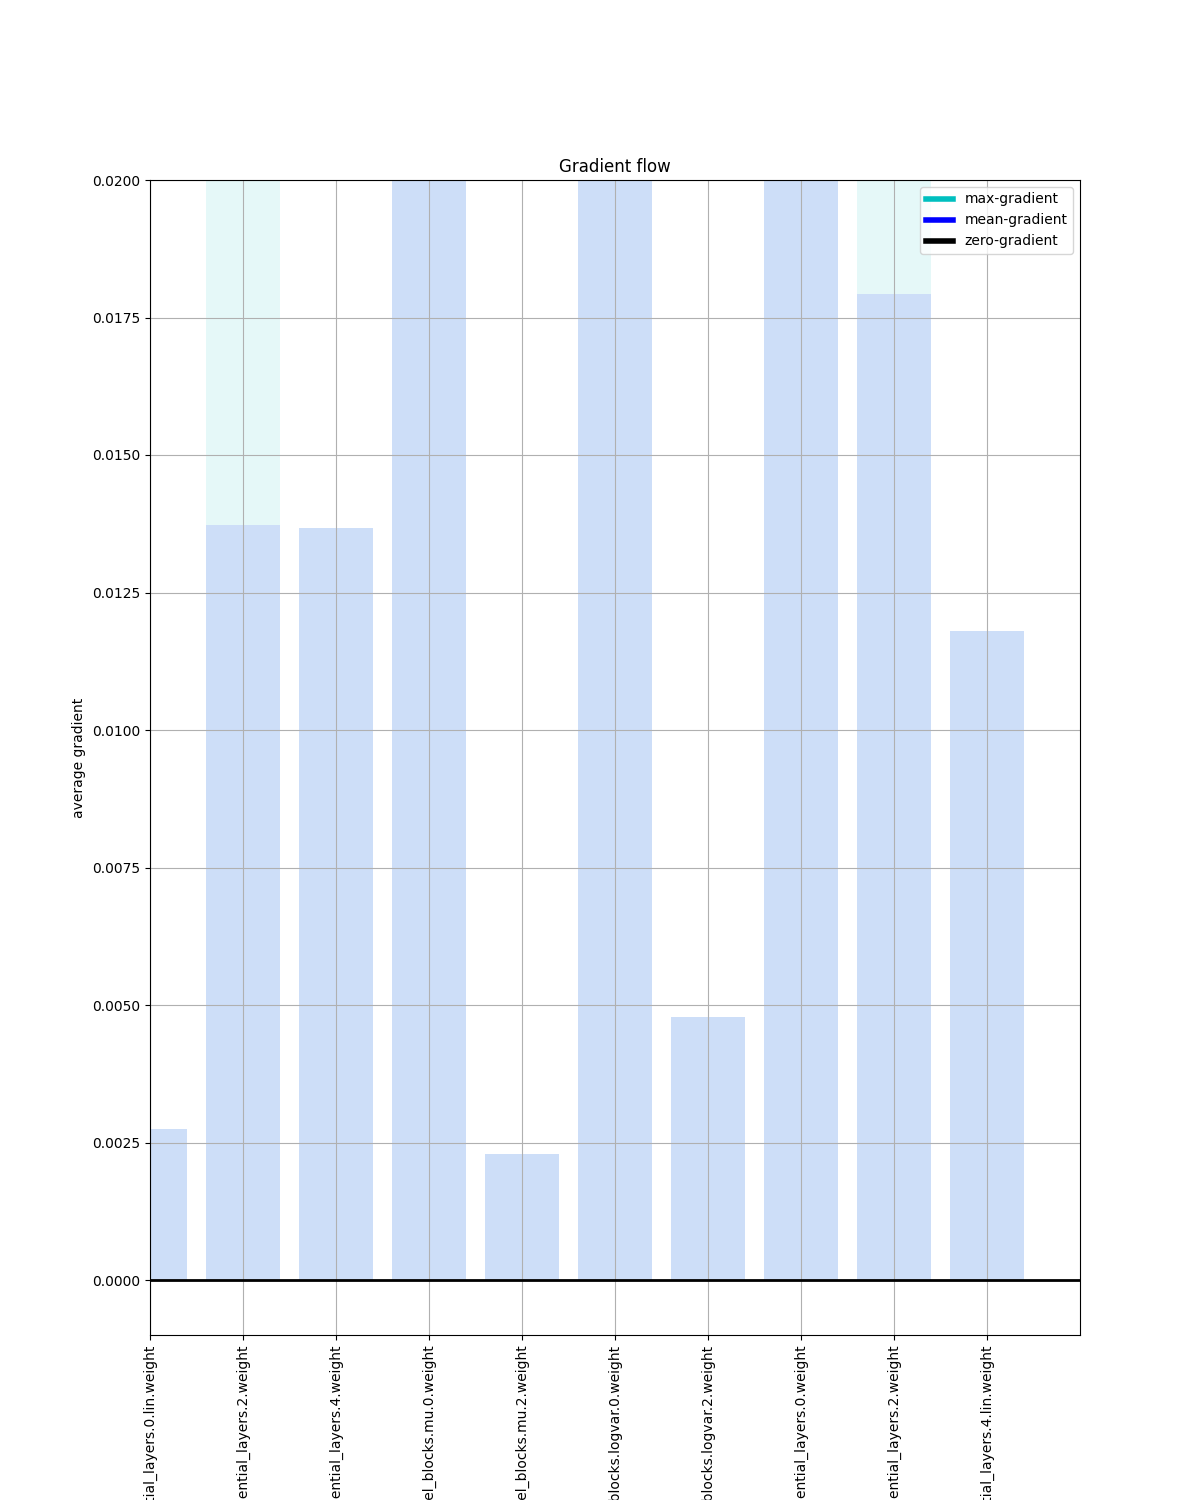 Gradient flow
max-gradient
mean-gradient
zero-gradient
0.0200
0.0175
0.0150
0.0125
0.0100
0.0075
0.0050
0.0025
0.0000
average gradient
tial_layers.0.lin.weight
ential_layers.2.weight
ential_layers.4.weight
el_blocks.mu.0.weight
el_blocks.mu.2.weight
blocks.logvar.0.weight
blocks.logvar.2.weight
ential_layers.0.weight
ential_layers.2.weight
tial_layers.4.lin.weight